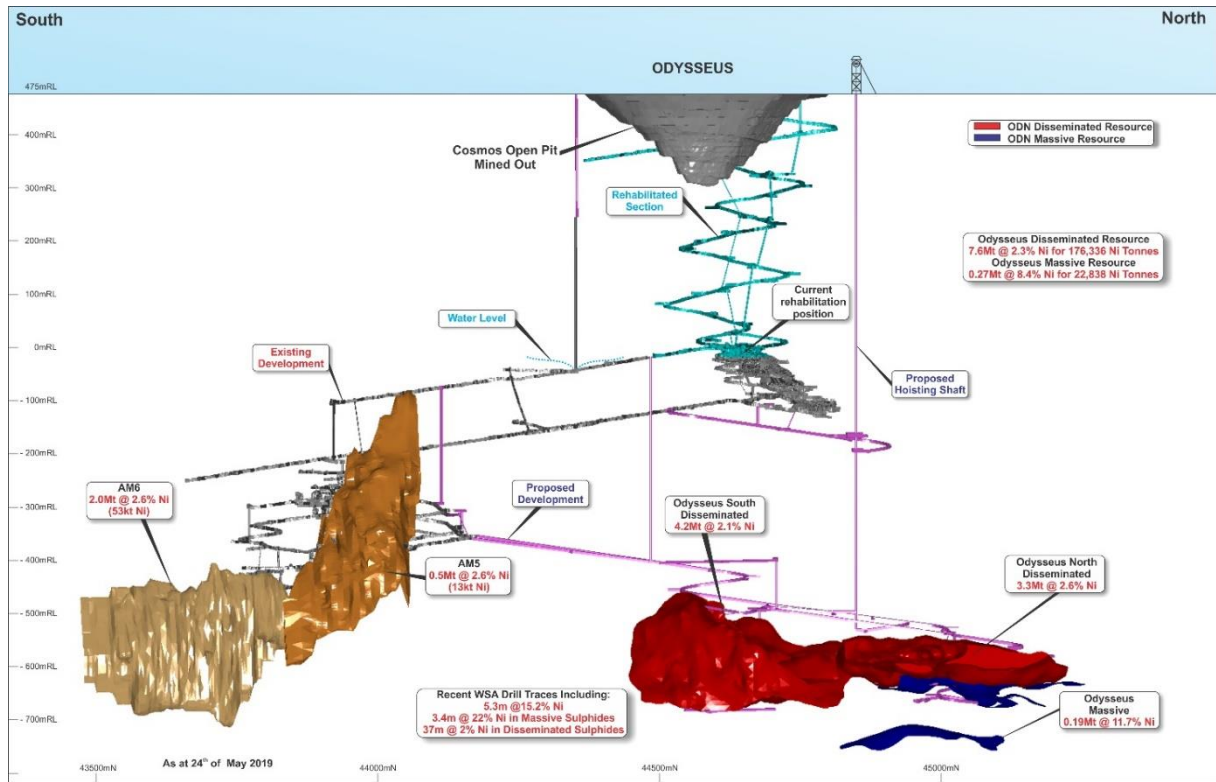 South
North
ODYSSEUS
475mRL
400mRL
300mRL
200mRL
100mRL
0mRL
- 100mRL
- 200mRL
- 300mRL
- 400mRL
- 500mRL
- 600mRL
- 700mRL
Cosmos Open Pit
Mined Out
ODN Disseminated Resource
ODN Massive Resource
Rehabilitated
Section
Odysseus Disseminated Resource
7.6Mt @ 2.3% Ni for 176,336 Ni Tonnes
Odysseus Massive Resource
0.27Mt @ 8.4% Ni for 22,838 Ni Tonnes
Current
rehabilitation
position
Water Level
Existing
Development
Proposed
Hoisting Shaft
AM6
2.0Mt @ 2.6% Ni
(53kt Ni)
Proposed
Development
Odysseus South
Disseminated
4.2Mt @ 2.1% Ni
AM5
0.5Mt @ 2.6% Ni
(13kt Ni)
Odysseus North
Disseminated
3.3Mt @ 2.6% Ni
Recent WSA Drill Traces Including:
5.3m @15.2% Ni
3.4m @ 22% Ni in Massive Sulphides
37m @ 2% Ni in Disseminated Sulphides
Odysseus
Massive
0.19Mt @ 11.7% Ni
As at 24th of May 2019
43500mN
44000mN
44500mN
45000mN